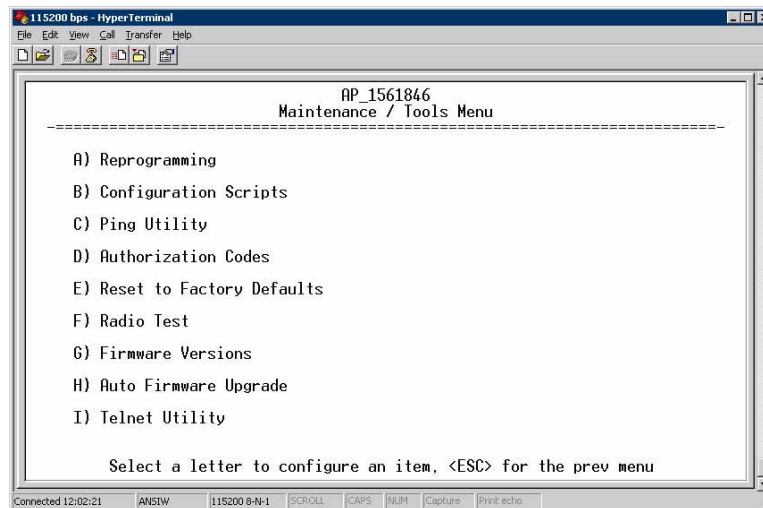 115200 bps - HyperTerminal
File Edit View Call Transfer Help
AP_1561846
Maintenance / Tools Menu
-==========================================================================-
A) Reprogramming
B) Configuration Scripts
C) Ping Utility
D) Authorization Codes
E) Reset to Factory Defaults
F) Radio Test
G) Firmware Versions
H) Auto Firmware Upgrade
I) Telnet Utility
Select a letter to configure an item, <ESC> for the prev menu
Connected 12:02:21 ANSIW 115200 8-N-1 SCROLL CAPS NUM Capture Print echo